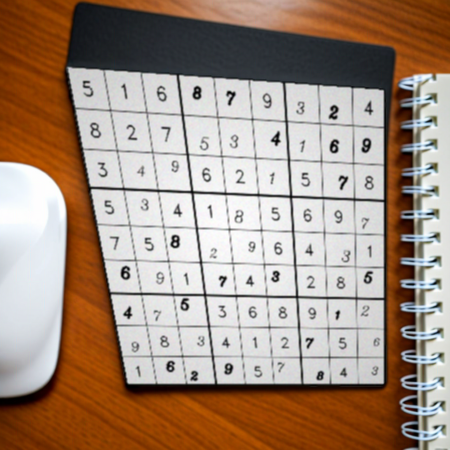 5 1 6 8 7 9 3 2 4
8 2 7 5 3 4 1 6 9
3 4 9 6 2 1 5 7 8
5 3 4 1 8 5 6 9 7
7 5 8 2 9 6 4 3 1
6 9 1 7 4 3 2 8 5
4 7 5 3 6 8 9 1 2
9 8 3 4 1 2 7 5 6
1 6 2 9 5 7 8 4 3